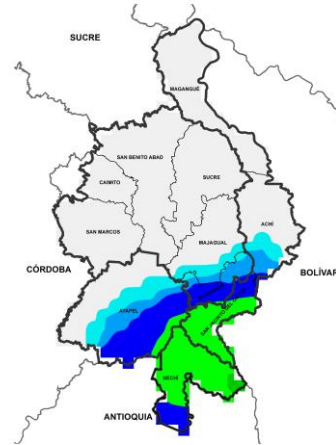 SUCRE
MAGANGUÉ
SAN BENITO ABAD
SUCRE
CAIMITO
SAN MARCOS
ACHÍ
MAJAGUAL
CÓRDOBA
BOLÍVAR
AYAPEL
NECHÍ
ANTIOQUIA